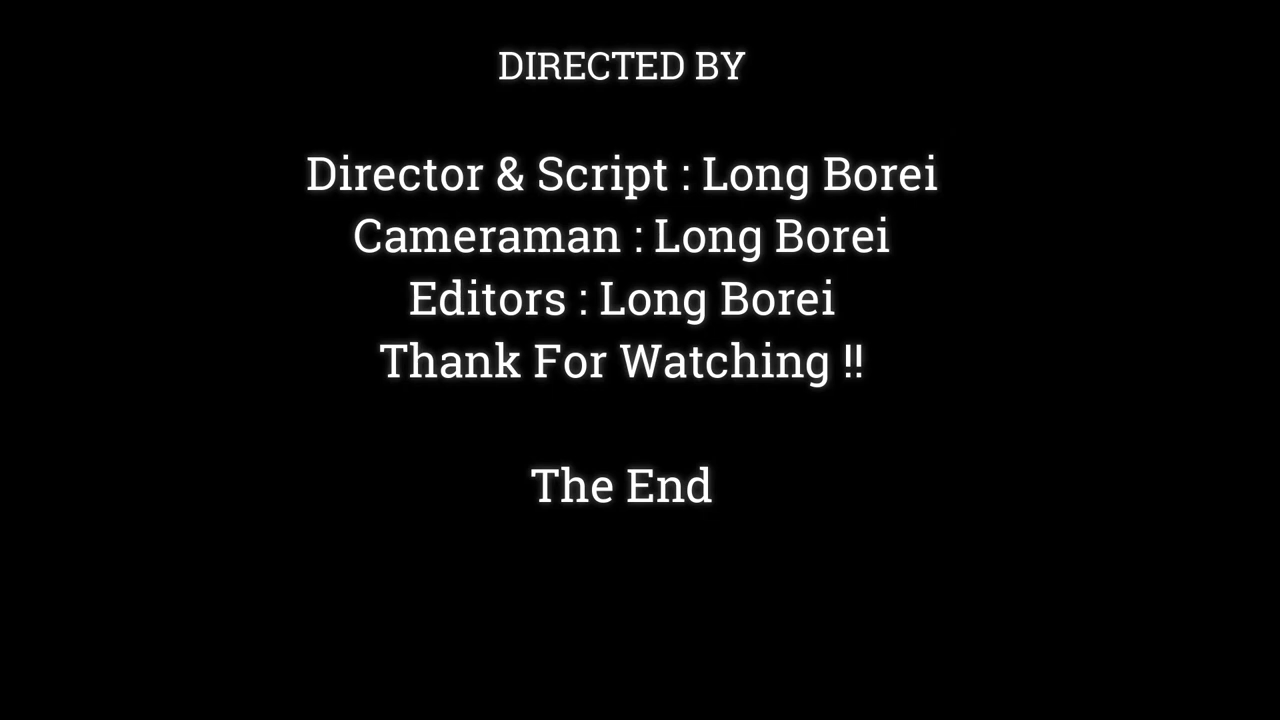 DIRECTED BY
Director & Script : Long Borei
Cameraman : Long Borei
Editors : Long Borei
Thank For Watching !!
The End